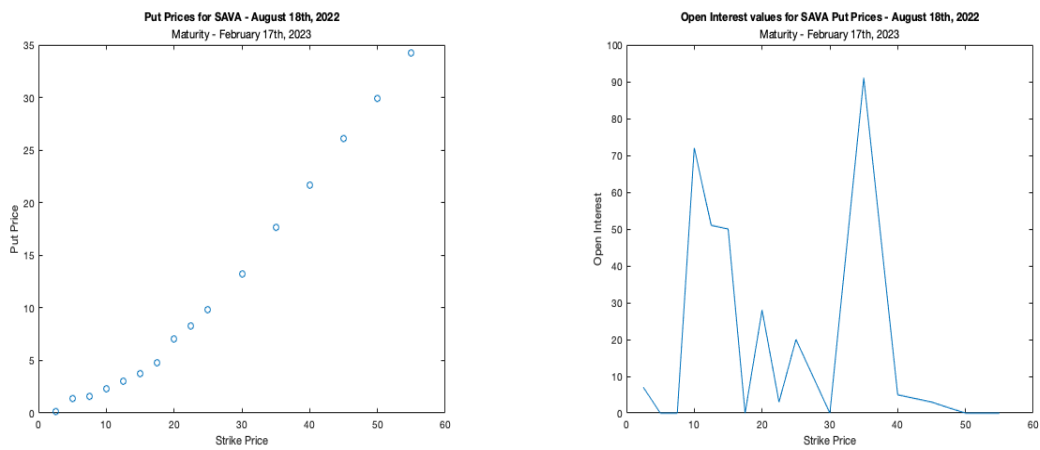 Put Prices for SAVA - August 18th, 2022
Maturity - February 17th, 2023
35
30
25
20
15
10
5
0
Put Price
0 10 20 30 40 50 60
Strike Price
Open Interest values for SAVA Put Prices - August 18th, 2022
Maturity - February 17th, 2023
100
90
80
70
60
50
40
30
20
10
0
Open Interest
0 10 20 30 40 50 60
Strike Price